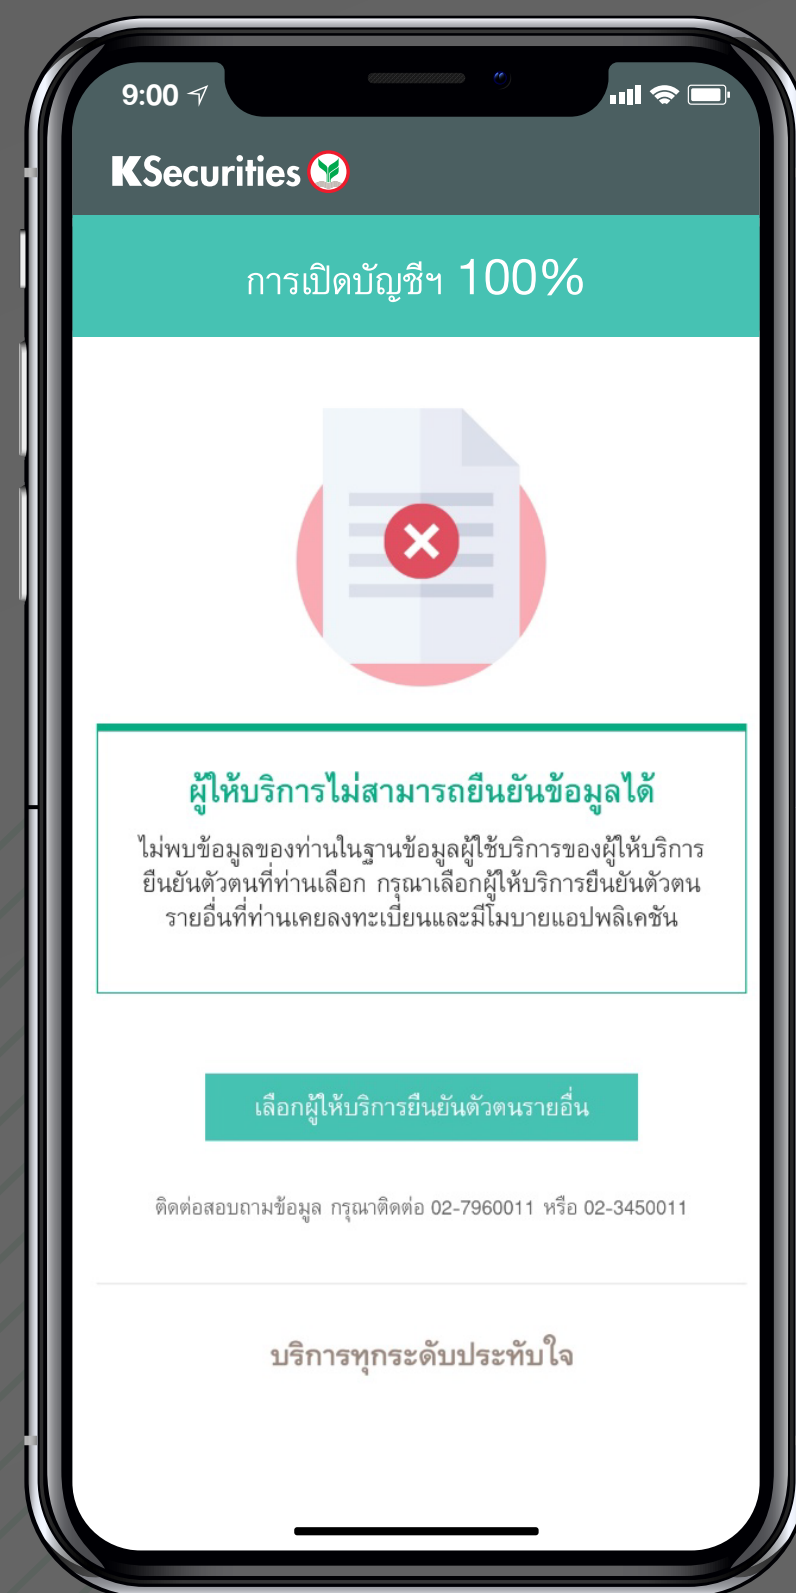 9:00
KSecurities
การเปิดบัญชีฯ 100%
ผู้ให้บริการไม่สามารถยืนยันข้อมูลได้
ไม่พบข้อมูลของท่านในฐานข้อมูลผู้ใช้บริการของผู้ให้บริการ
ยืนยันตัวตนที่ท่านเลือก กรุณาเลือกผู้ให้บริการยืนยันตัวตน
รายอื่นที่ท่านเคยลงทะเบียนและมีโมบายแอปพลิเคชัน
เลือกผู้ให้บริการยืนยันตัวตนรายอื่น
ติดต่อสอบถามข้อมูล กรุณาติดต่อ 02-7960011 หรือ 02-3450011
บริการทุกระดับประทับใจ